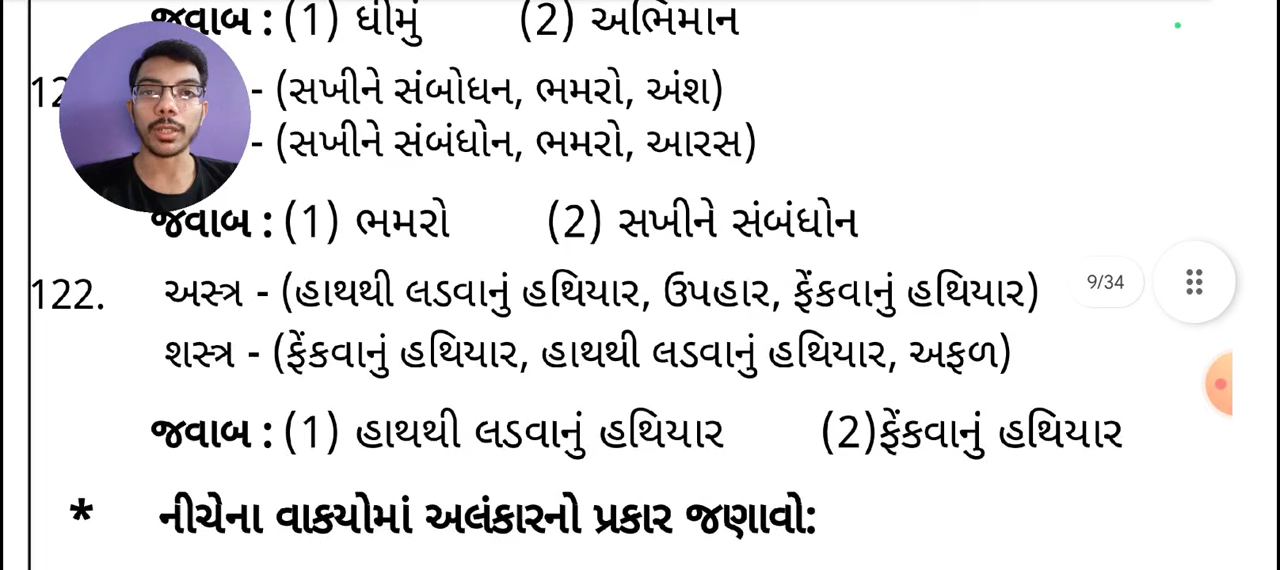 જવાબ : (1) ધીમું (2) અભિમાન
- (સખીને સંબોધન, ભમરો, અંશ)
- (સખીને સંબંધોન, ભમરો, આરસ)
જવાબ : (1) ભમરો (2) સખીને સંબંધોન
122. અસ્ત્ર - (હાથથી લડવાનું હથિયાર, ઉપહાર, ફેંકવાનું હથિયાર)
શસ્ત્ર - (ફેંકવાનું હથિયાર, હાથથી લડવાનું હથિયાર, અફળ)
9/34
જવાબ : (1) હાથથી લડવાનું હથિયાર (2)ફેંકવાનું હથિયાર
* નીચેના વાકયોમાં અલંકારનો પ્રકાર જણાવો: